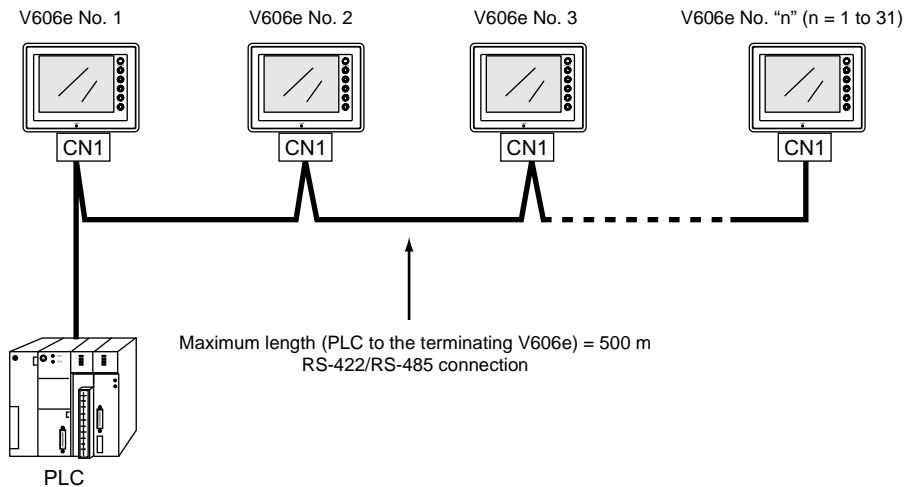 V606e No. 1
V606e No. 2
V606e No. 3
V606e No. “n” (n = 1 to 31)
CN1
CN1
CN1
CN1
Maximum length (PLC to the terminating V606e) = 500 m
RS-422/RS-485 connection
PLC